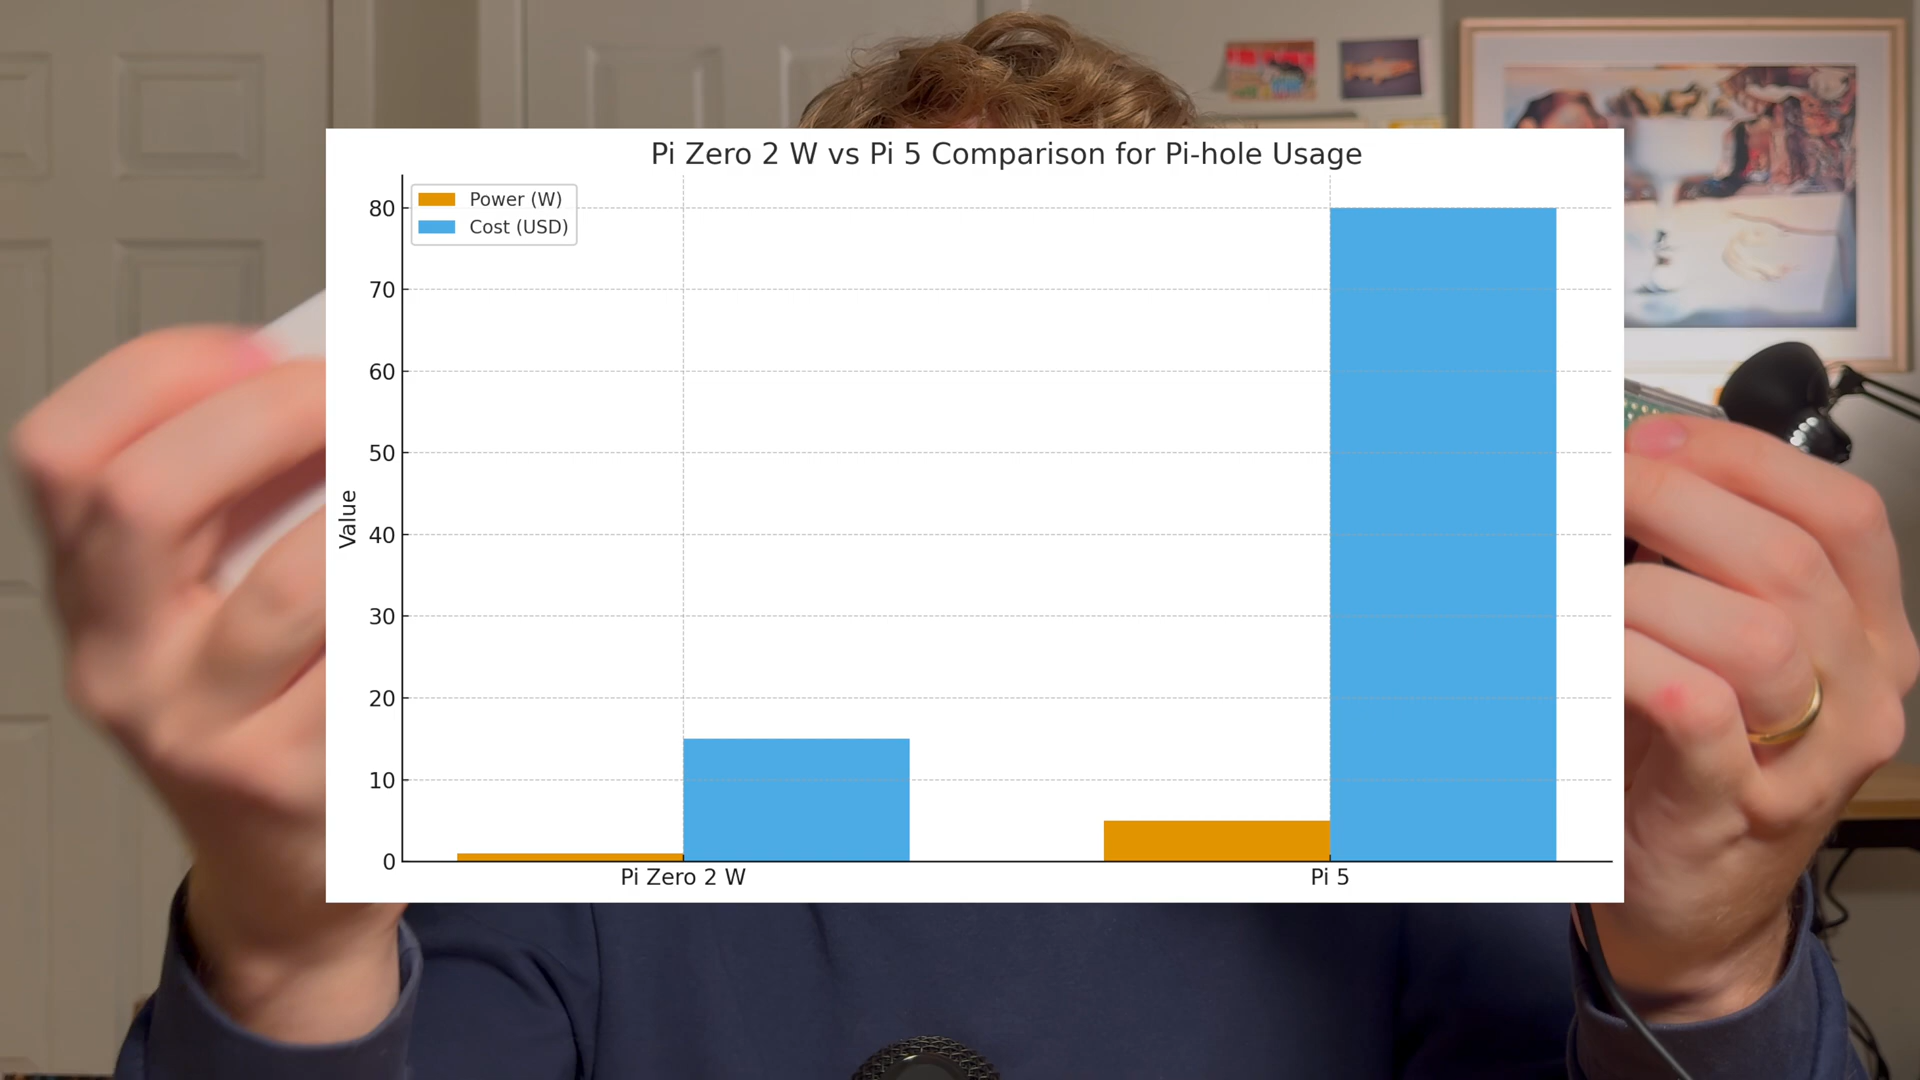 Pi Zero 2 W vs Pi 5 Comparison for Pi-hole Usage
Power (W)
Cost (USD)
80
70
60
50
40
30
20
10
0
Value
Pi Zero 2 W
Pi 5